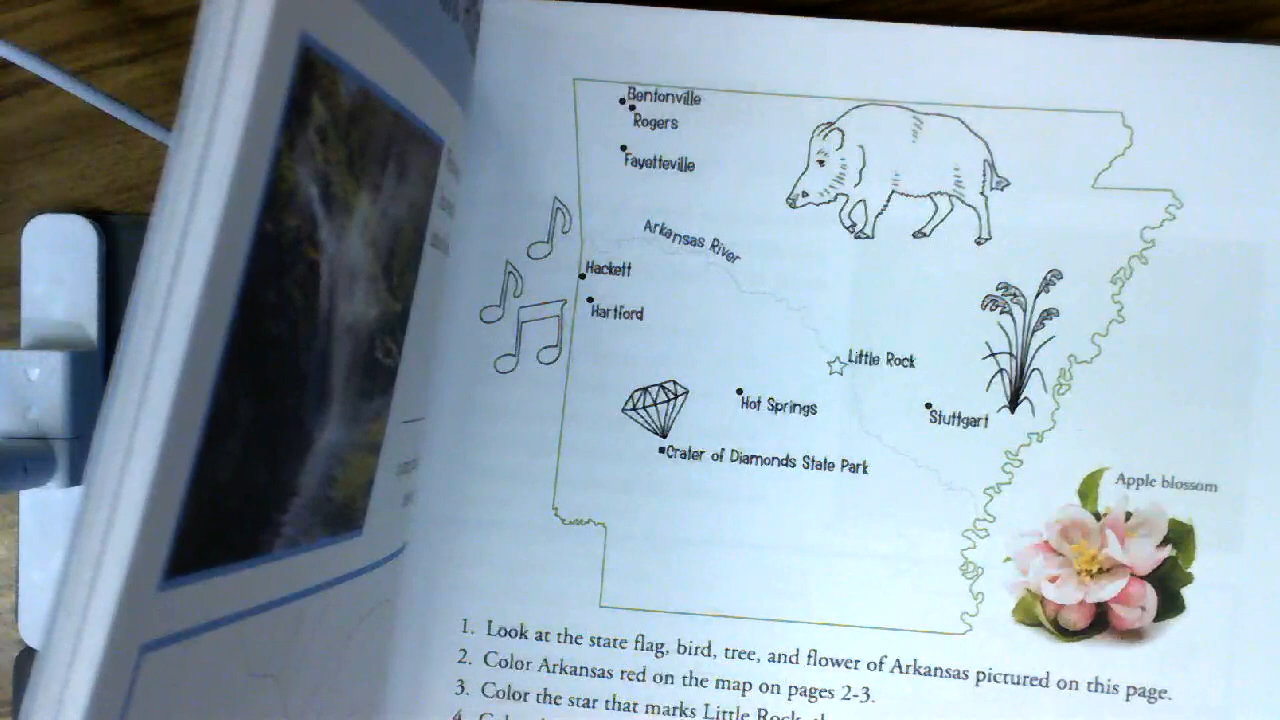 Bentonville
Rogers
Fayetteville
Arkansas River
Hackett
Hartford
Little Rock
Hot Springs
Stuttgart
Crater of Diamonds State Park
Apple blossom
1. Look at the state flag, bird, tree, and flower of Arkansas pictured on this page.
2. Color Arkansas red on the map on pages 2-3.
3. Color the star that marks Little Rock,
4.